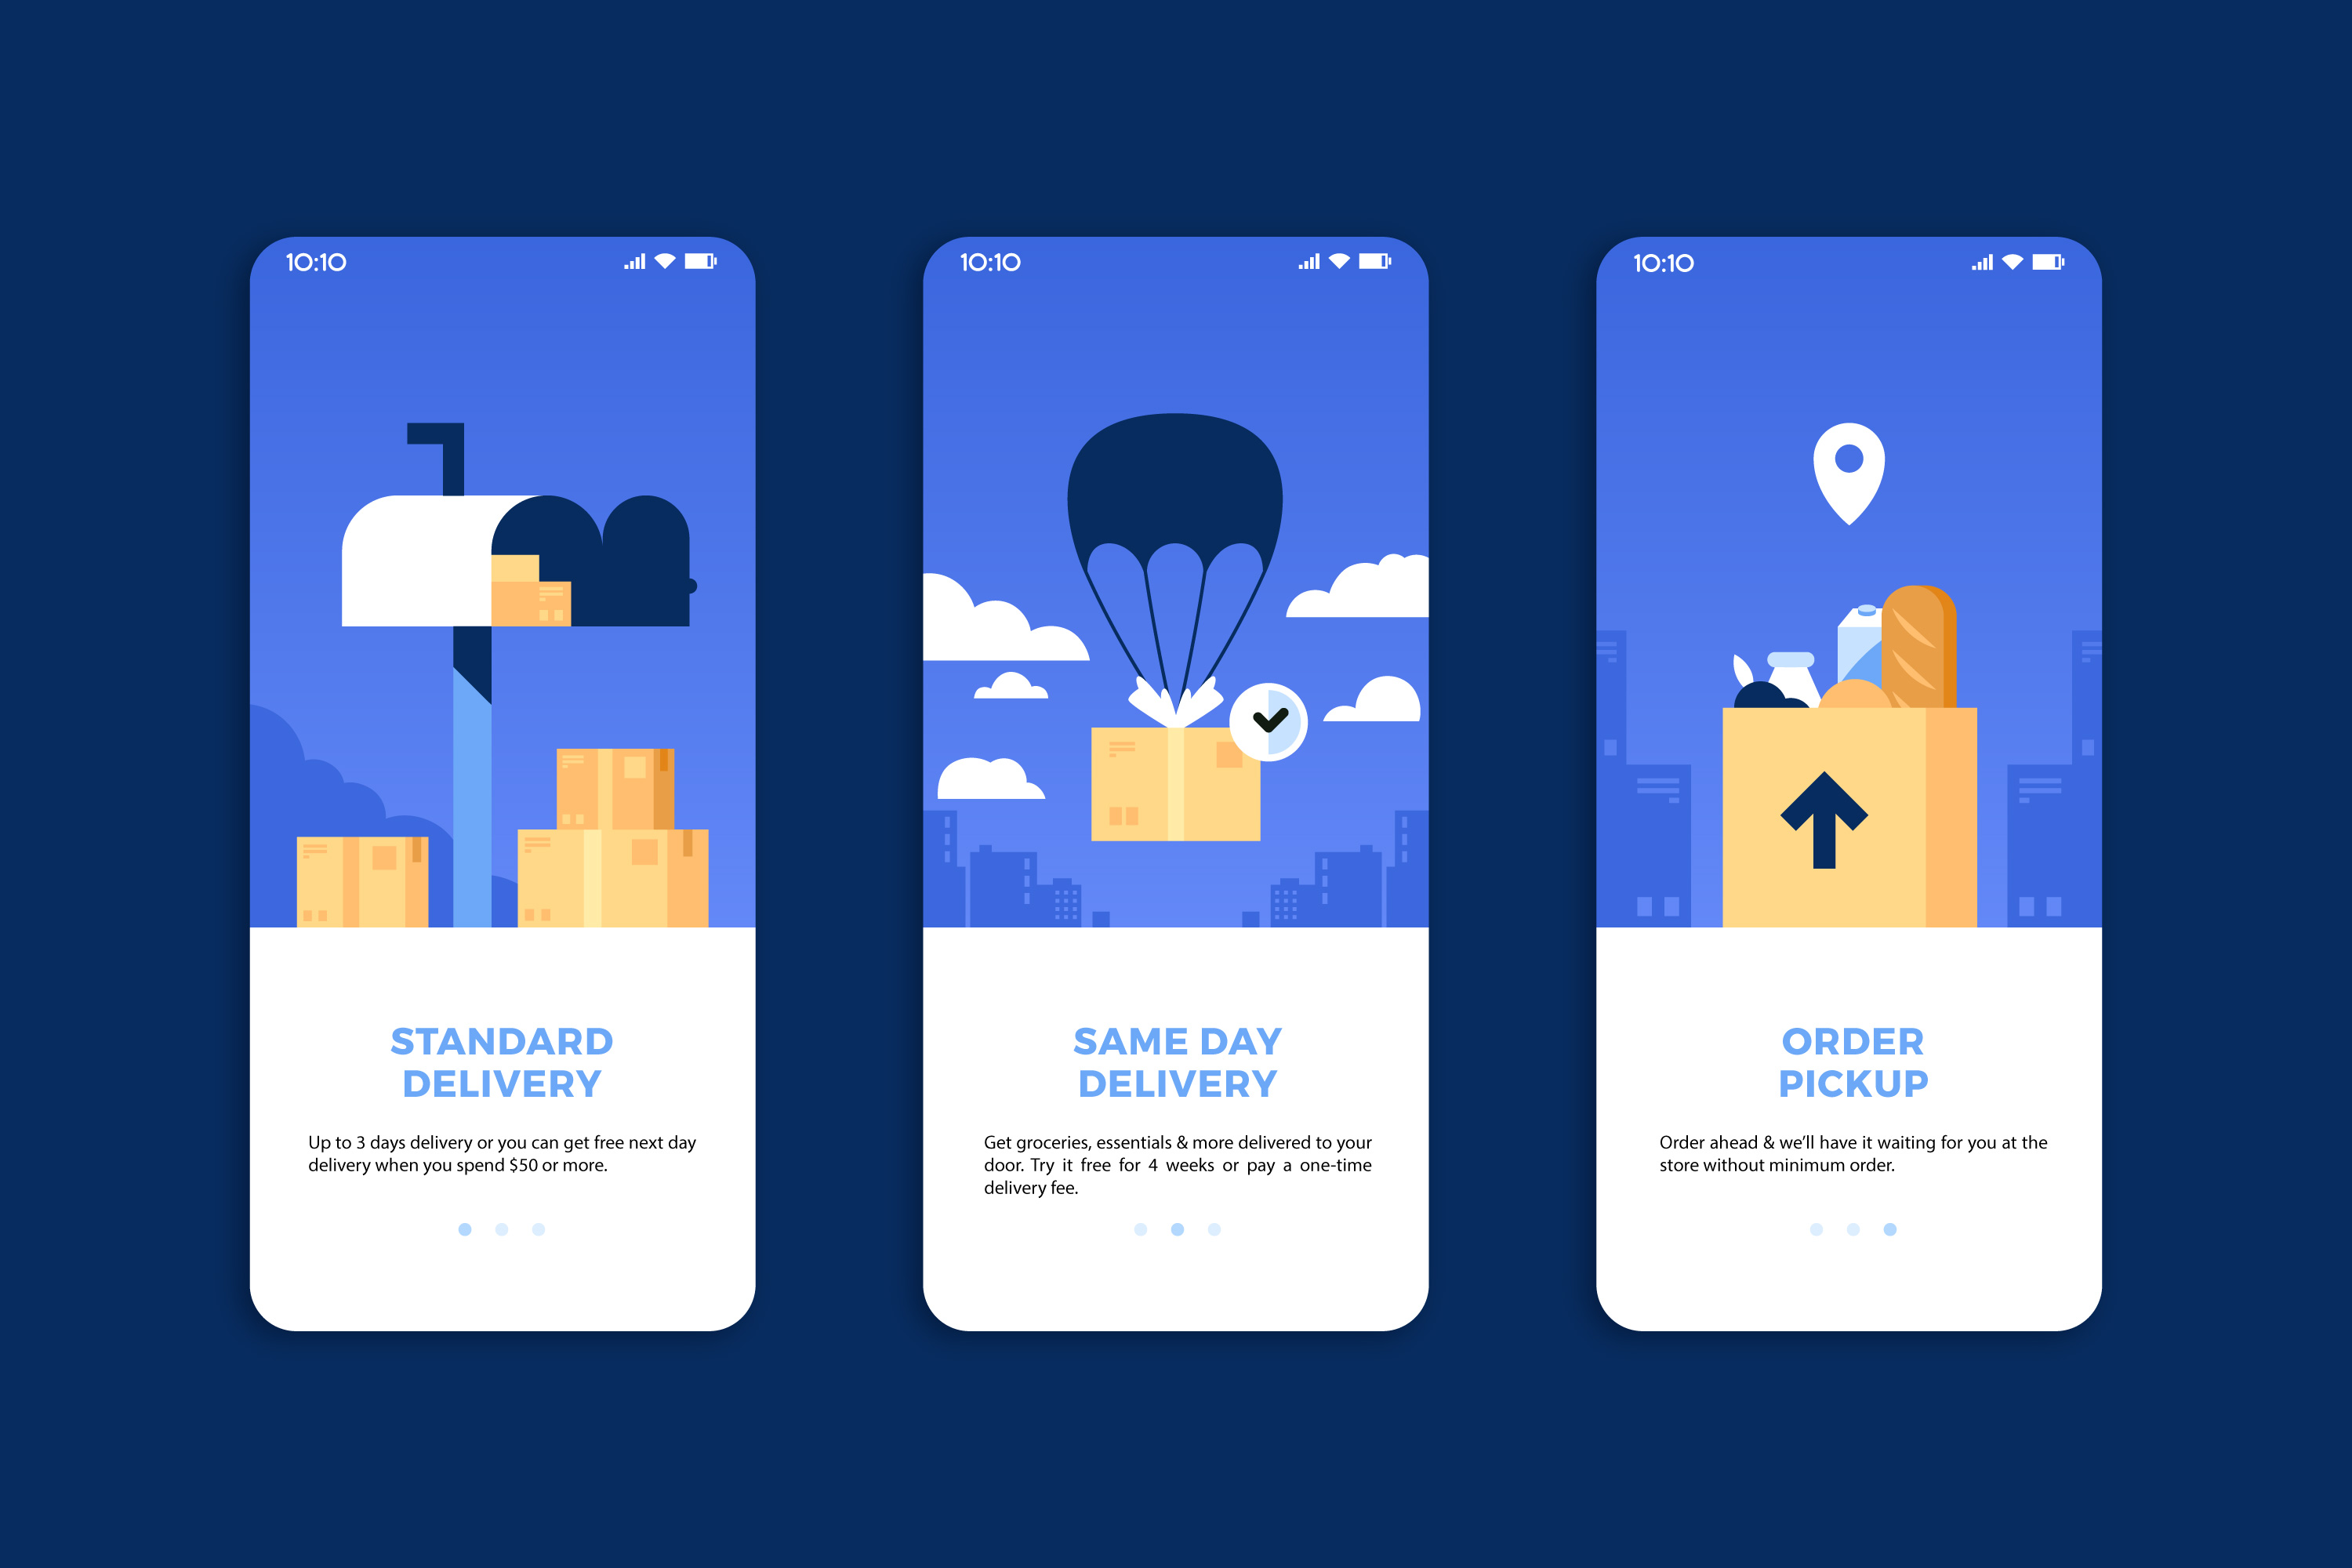 10:10
STANDARD
DELIVERY
Up to 3 days delivery or you can get free next day
delivery when you spend $50 or more.
10:10
SAME DAY
DELIVERY
Get groceries, essentials & more delivered to your
door. Try it free for 4 weeks or pay a one-time
delivery fee.
10:10
ORDER
PICKUP
Order ahead & we’ll have it waiting for you at the
store without minimum order.